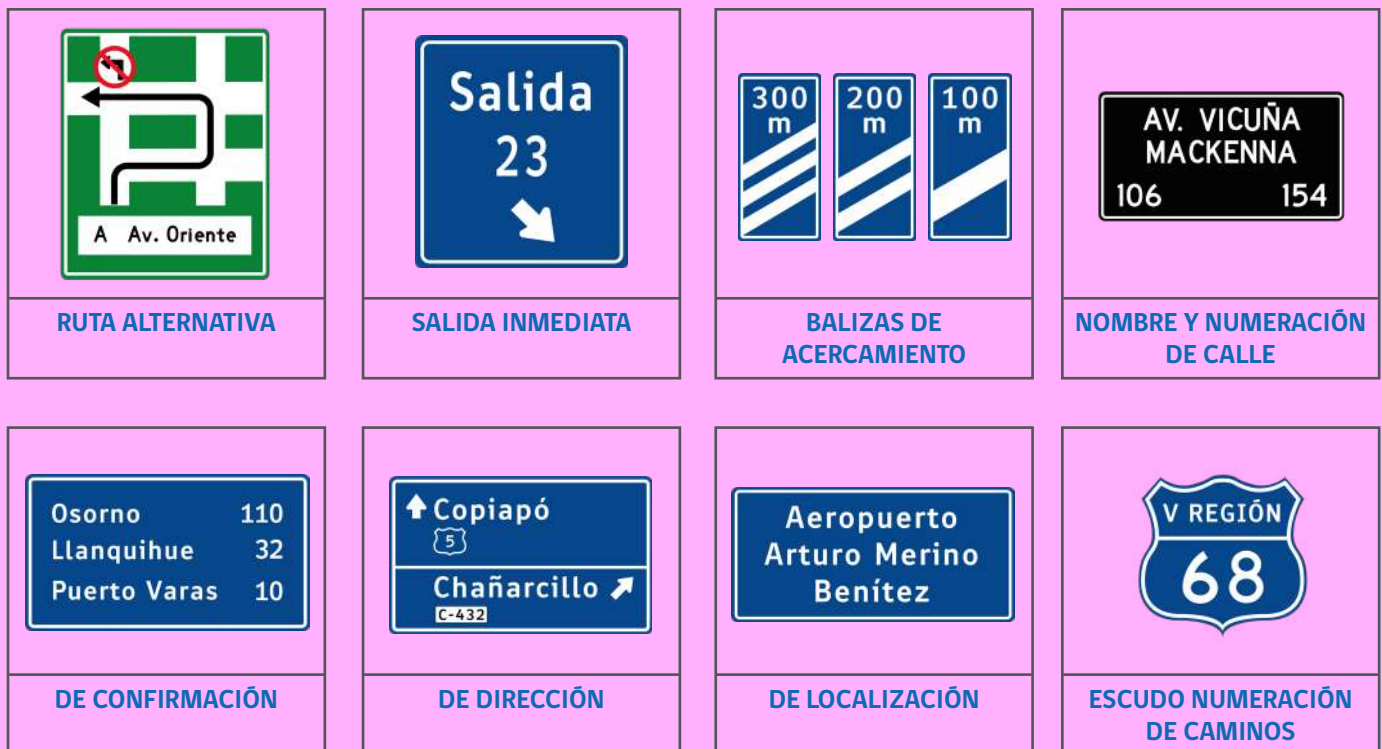 A Av. Oriente
RUTA ALTERNATIVA
Salida
23
SALIDA INMEDIATA
300
m
200
m
100
m
BALIZAS DE
ACERCAMIENTO
AV. VICUÑA
MACKENNA
106 154
NOMBRE Y NUMERACIÓN
DE CALLE
Osorno 110
Llanquihue 32
Puerto Varas 10
DE CONFIRMACIÓN
Copiapó
5
Chañarcillo
C-432
DE DIRECCIÓN
Aeropuerto
Arturo Merino
Benítez
DE LOCALIZACIÓN
V REGIÓN
68
ESCUDO NUMERACIÓN
DE CAMINOS